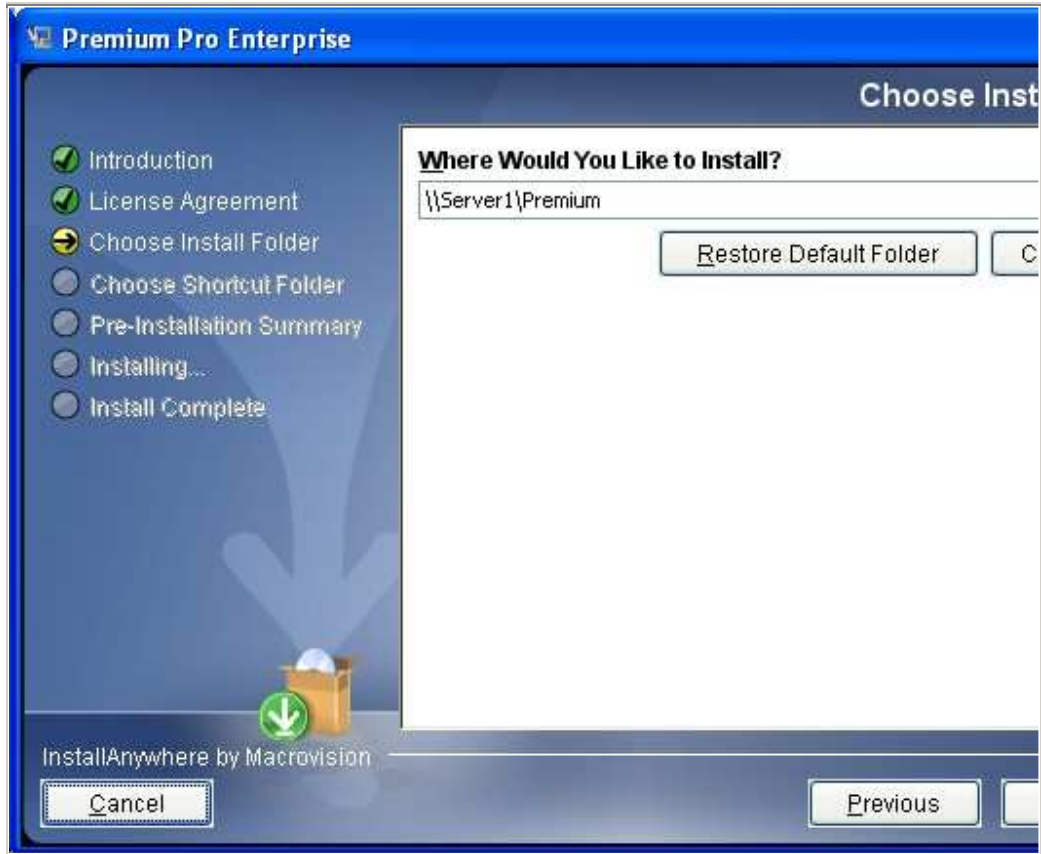 Premium Pro Enterprise
Choose Inst
Introduction
License Agreement
Choose Install Folder
Choose Shortcut Folder
Pre-Installation Summary
Installing...
Install Complete
Where Would You Like to Install?
\\Server1\Premium
Restore Default Folder
C
InstallAnywhere by Macrovision
Cancel
Previous